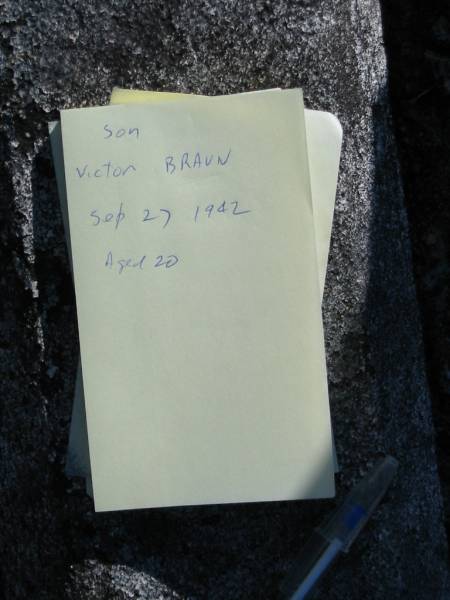 Son
Victor BRAUN
Sep 27 1942
Aged 20